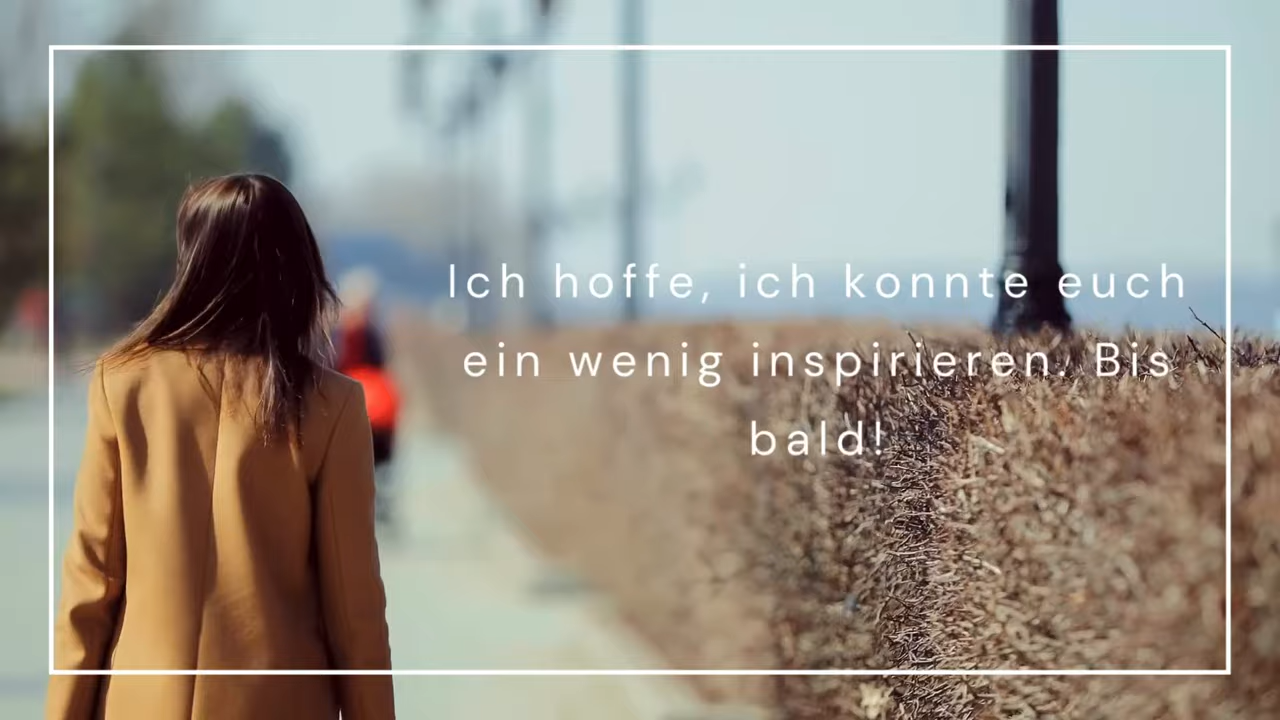 Ich hoffe, ich konnte euch
ein wenig inspirieren. Bis
bald!